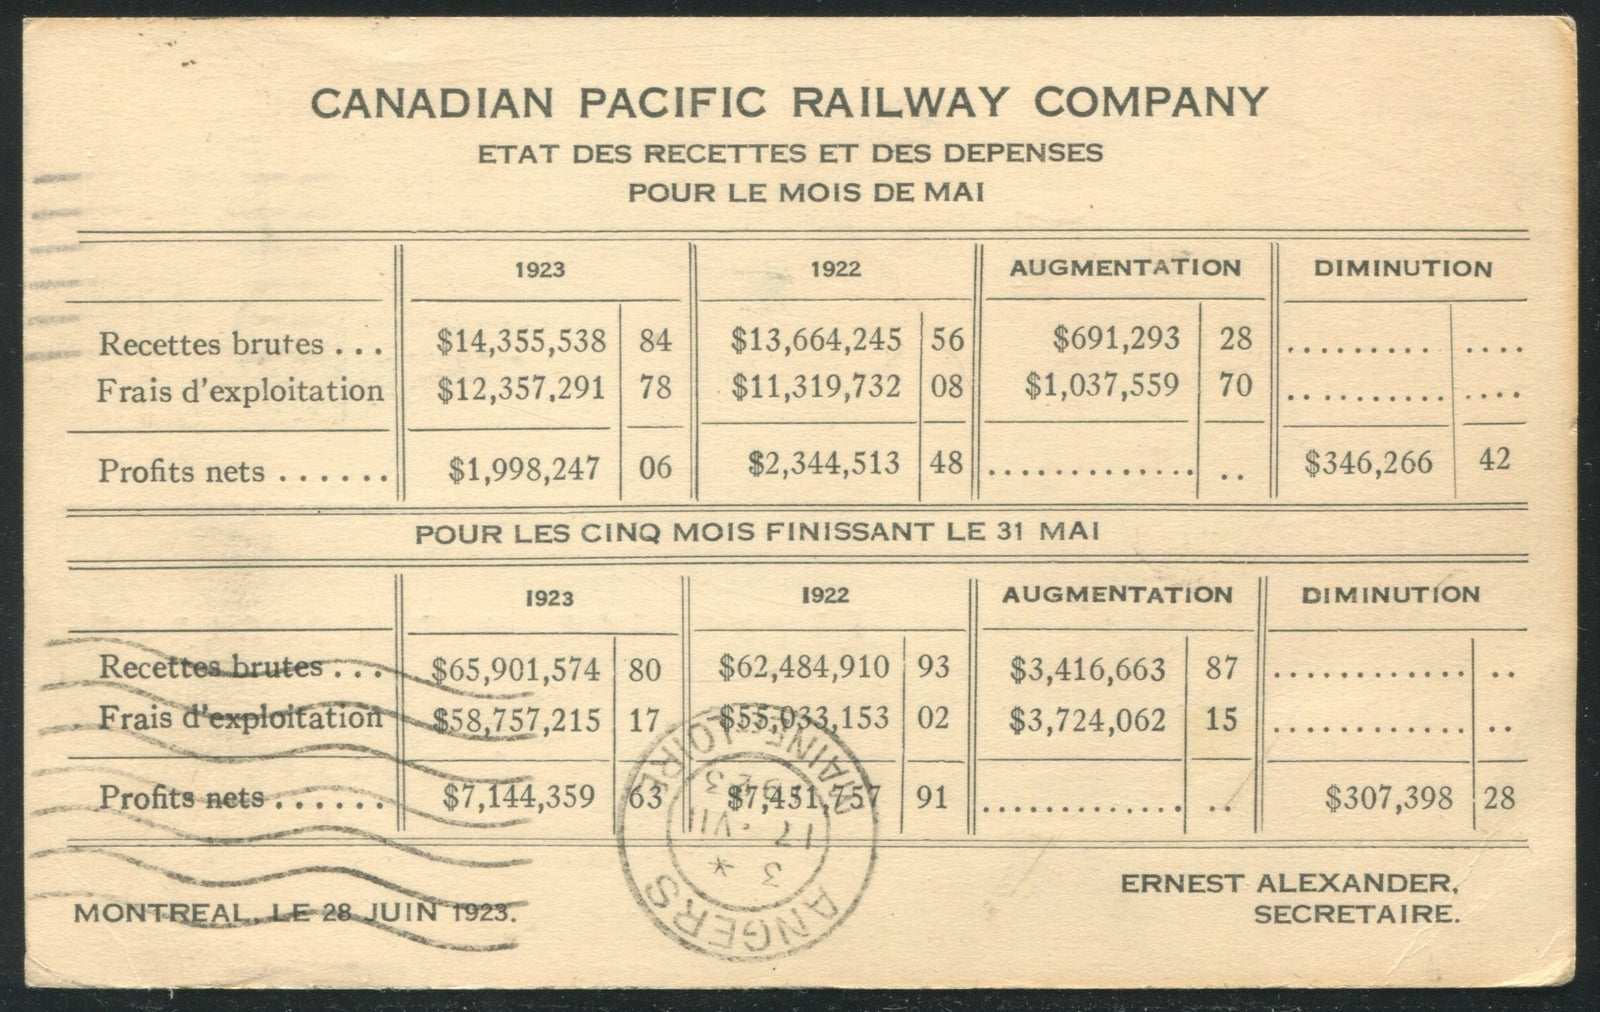 CANADIAN PACIFIC RAILWAY COMPANY
ETAT DES RECETTES ET DES DEPENSES
POUR LE MOIS DE MAI
1923 1922 AUGMENTATION DIMINUTION
Recettes brutes ... $14,355,538 84 $13,664,245 56 $691,293 28 .......... ....
Frais d'exploitation $12,357,291 78 $11,319,732 08 $1,037,559 70 .......... ....
Profits nets ...... $1,998,247 06 $2,344,513 48 ............. .. $346,266 42
POUR LES CINQ MOIS FINISSANT LE 31 MAI
1923 1922 AUGMENTATION DIMINUTION
Recettes brutes ... $65,901,574 80 $62,484,910 93 $3,416,663 87 ............. ..
Frais d'exploitation $58,757,215 17 $55,033,153 02 $3,724,062 15 ............. ..
Profits nets ...... $7,144,359 63 $7,451,757 91 ............. .. $307,398 28
MONTREAL, LE 28 JUIN 1923.
ERNEST ALEXANDER,
SECRETAIRE.
ANGERS
3
*
17 · VII
MAINE LOIRE